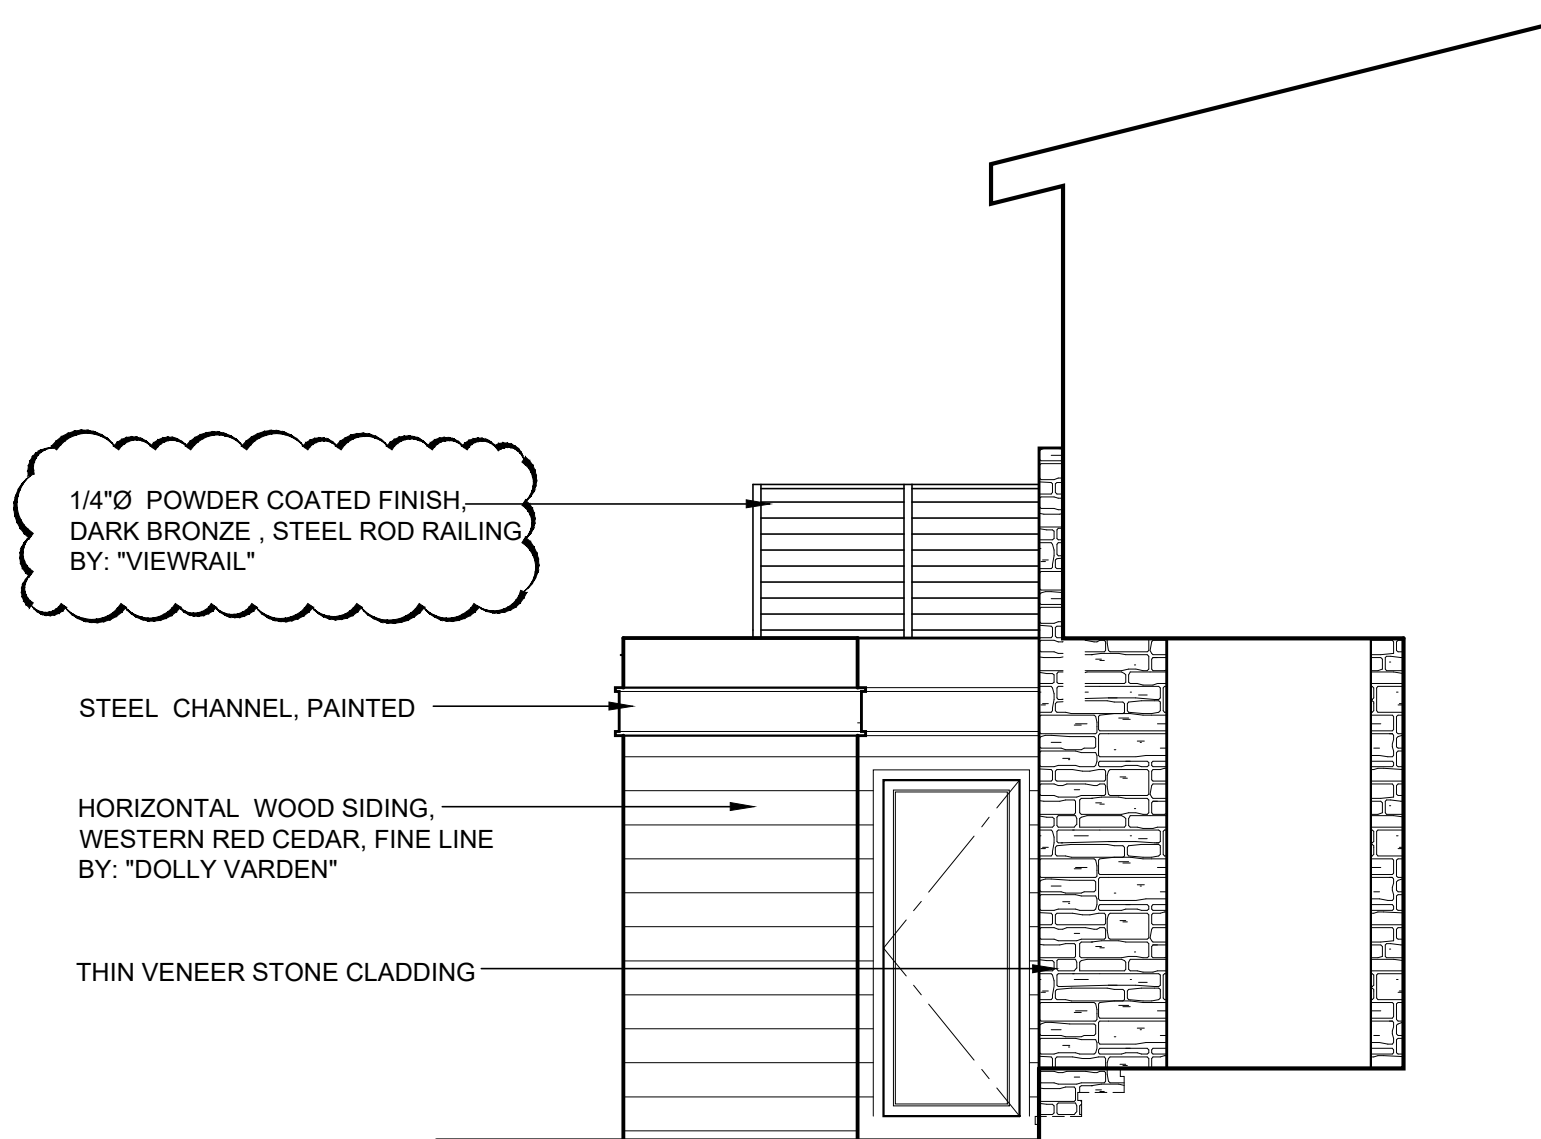 1/4"Ø POWDER COATED FINISH,
DARK BRONZE , STEEL ROD RAILING
BY: "VIEWRAIL"
STEEL CHANNEL, PAINTED
HORIZONTAL WOOD SIDING,
WESTERN RED CEDAR, FINE LINE
BY: "DOLLY VARDEN"
THIN VENEER STONE CLADDING